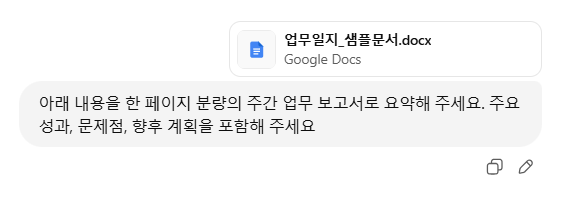 업무일지_샘플문서.docx
Google Docs
아래 내용을 한 페이지 분량의 주간 업무 보고서로 요약해 주세요. 주요
성과, 문제점, 향후 계획을 포함해 주세요